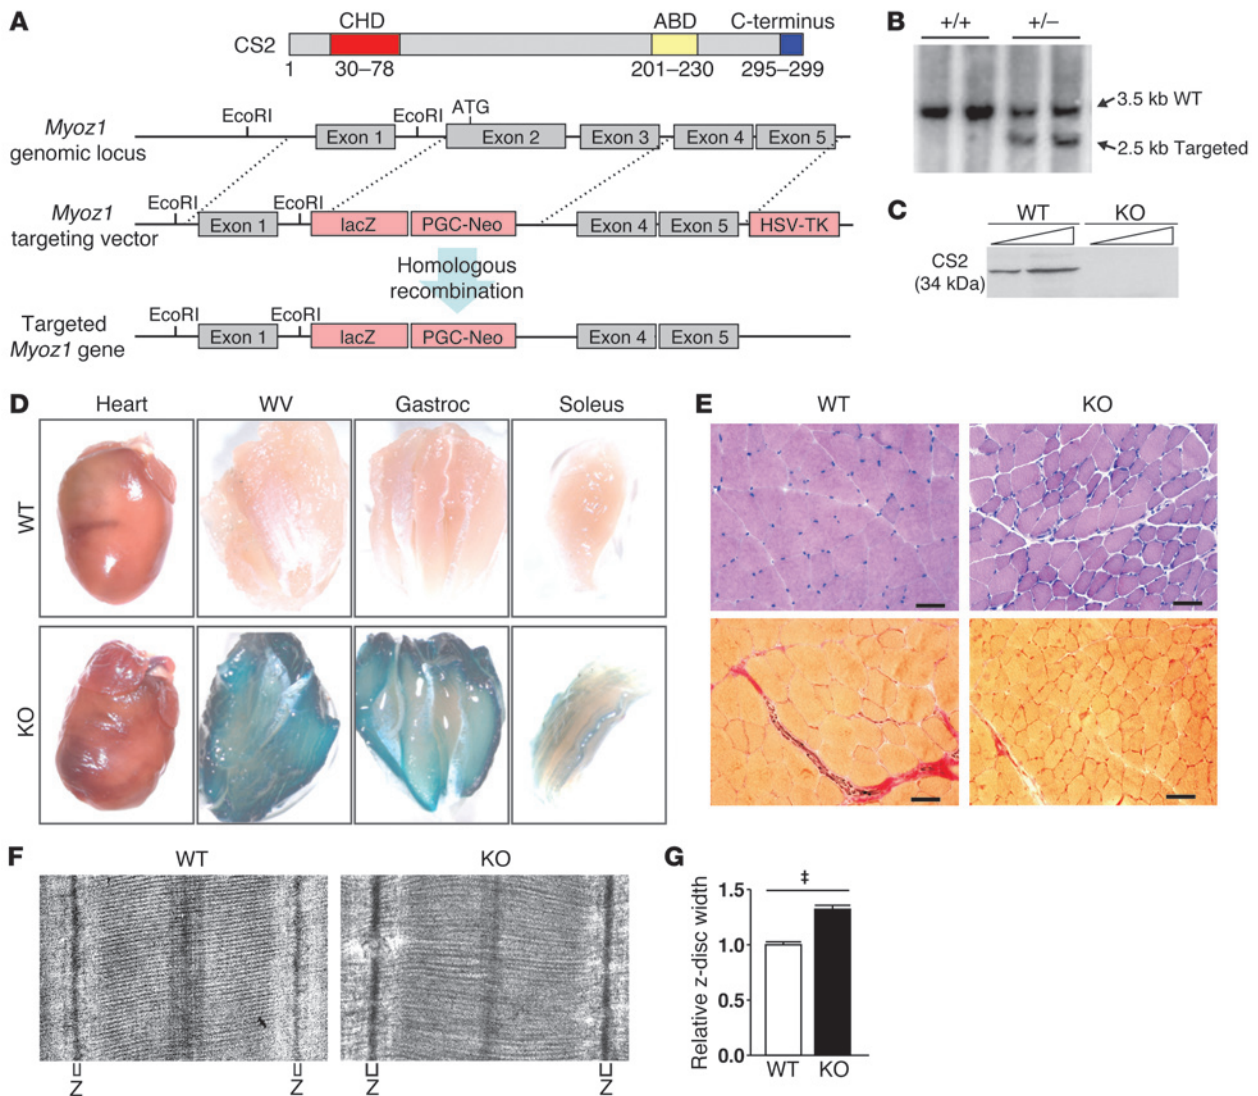 A
CHD
ABD
C-terminus
CS2
1
30–78
201–230
295–299
EcoRI
EcoRI
ATG
Myoz1
genomic locus
Exon 1
Exon 2
Exon 3
Exon 4
Exon 5
EcoRI
EcoRI
Myoz1
targeting vector
Exon 1
lacZ
PGC-Neo
Exon 4
Exon 5
HSV-TK
Homologous
recombination
EcoRI
EcoRI
Targeted
Myoz1 gene
Exon 1
lacZ
PGC-Neo
Exon 4
Exon 5
B
+/+
+/–
3.5 kb WT
2.5 kb Targeted
C
WT
KO
CS2
(34 kDa)
D
Heart
WV
Gastroc
Soleus
WT
KO
E
WT
KO
F
WT
KO
Z
Z
Z
Z
G
Relative z-disc width
‡
1.5
1.0
0.5
0.0
WT
KO